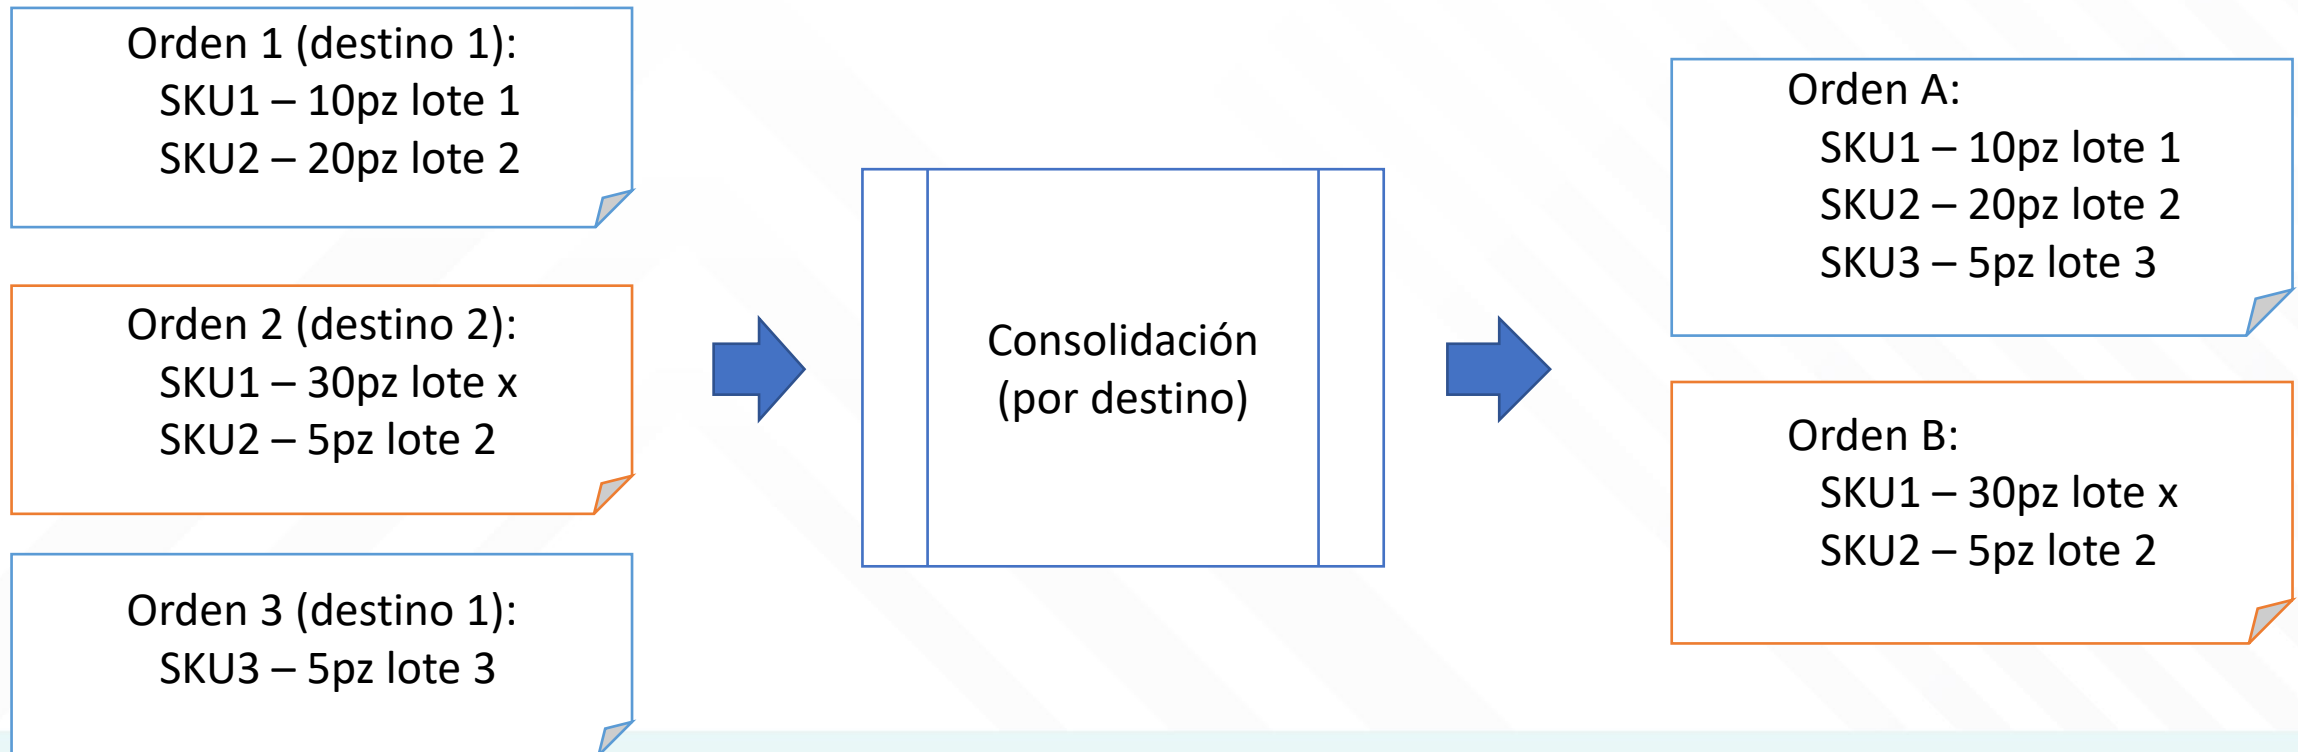 Orden 1 (destino 1):
SKU1 – 10pz lote 1
SKU2 – 20pz lote 2
Orden 2 (destino 2):
SKU1 – 30pz lote x
SKU2 – 5pz lote 2
Orden 3 (destino 1):
SKU3 – 5pz lote 3
Consolidación
(por destino)
Orden A:
SKU1 – 10pz lote 1
SKU2 – 20pz lote 2
SKU3 – 5pz lote 3
Orden B:
SKU1 – 30pz lote x
SKU2 – 5pz lote 2